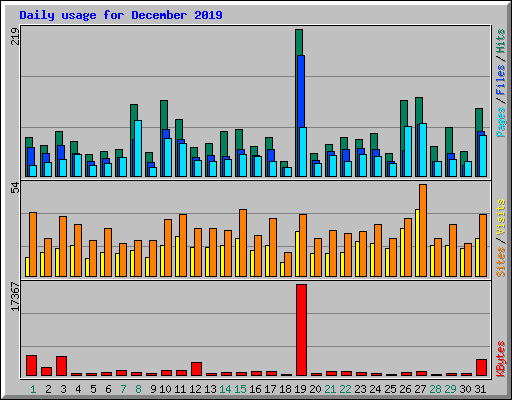 Daily usage for December 2019
219
Pages / Files / Hits
54
Sites / Visits
17367
KBytes
1 2 3 4 5 6 7 8 9 10 11 12 13 14 15 16 17 18 19 20 21 22 23 24 25 26 27 28 29 30 31